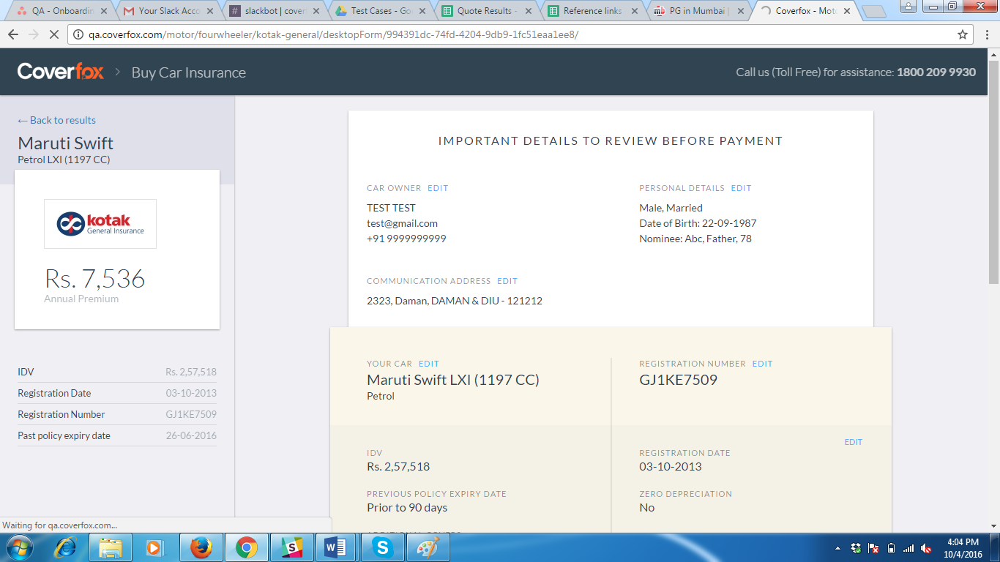 QA - Onboardin
Your Slack Acco
slackbot | cover
Test Cases - Go
Quote Results -
Reference links
PG in Mumbai |
Coverfox - Moto
qa.coverfox.com/motor/fourwheeler/kotak-general/desktopForm/994391dc-74fd-4204-9db9-1fc51eaa1ee8/
Coverfox > Buy Car Insurance
Call us (Toll Free) for assistance: 1800 209 9930
← Back to results
Maruti Swift
Petrol LXI (1197 CC)
kotak
General Insurance
Rs. 7,536
Annual Premium
IDV Rs. 2,57,518
Registration Date 03-10-2013
Registration Number GJ1KE7509
Past policy expiry date 26-06-2016
IMPORTANT DETAILS TO REVIEW BEFORE PAYMENT
CAR OWNER EDIT
TEST TEST
test@gmail.com
+91 9999999999
PERSONAL DETAILS EDIT
Male, Married
Date of Birth: 22-09-1987
Nominee: Abc, Father, 78
COMMUNICATION ADDRESS EDIT
2323, Daman, DAMAN & DIU - 121212
YOUR CAR EDIT
Maruti Swift LXI (1197 CC)
Petrol
REGISTRATION NUMBER EDIT
GJ1KE7509
EDIT
IDV
Rs. 2,57,518
REGISTRATION DATE
03-10-2013
PREVIOUS POLICY EXPIRY DATE
Prior to 90 days
ZERO DEPRECIATION
No
Waiting for qa.coverfox.com...
4:04 PM
10/4/2016